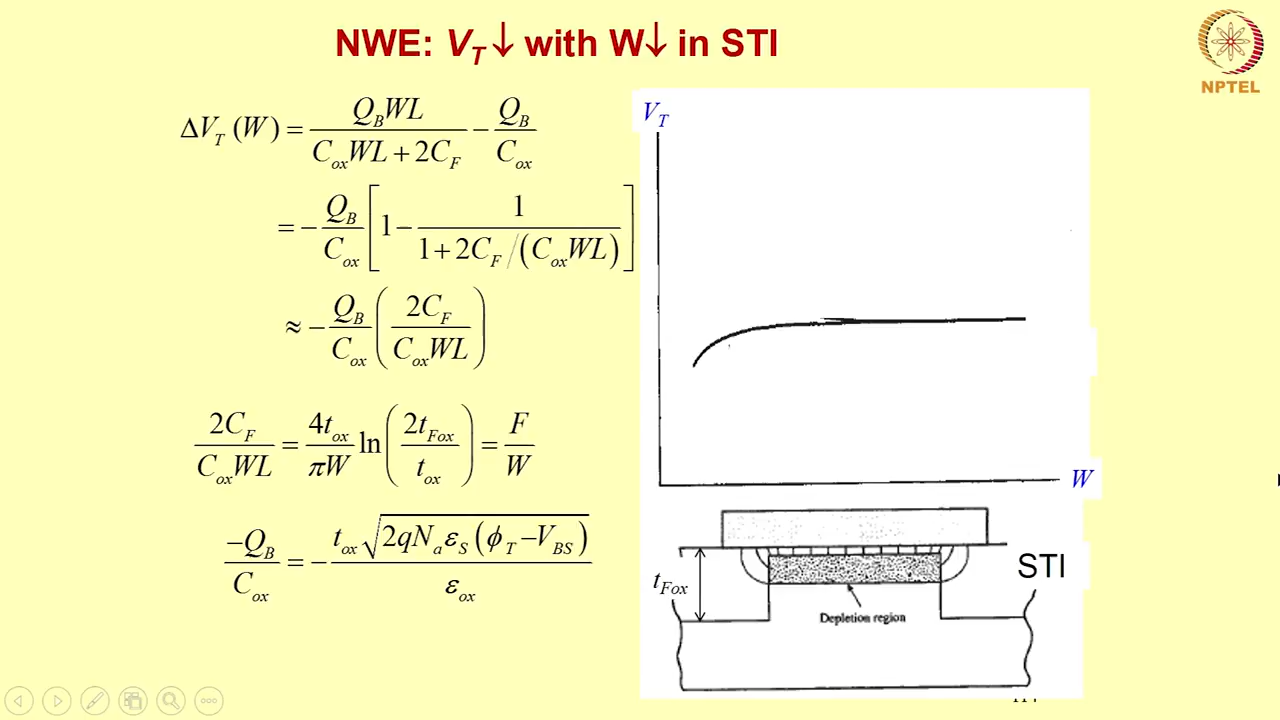 NWE: V_T ↓ with W↓ in STI
NPTEL
ΔV_T (W) = Q_B WL / (C_ox WL + 2C_F) − Q_B / C_ox
= − Q_B / C_ox [ 1 − 1 / (1 + 2C_F / (C_ox WL)) ]
≈ − Q_B / C_ox ( 2C_F / (C_ox WL) )
2C_F / (C_ox WL) = 4t_ox / (πW) ln ( 2t_Fox / t_ox ) = F / W
−Q_B / C_ox = − t_ox √(2qN_a ε_S (ϕ_T − V_BS)) / ε_ox
V_T
W
t_Fox
STI
Depletion region